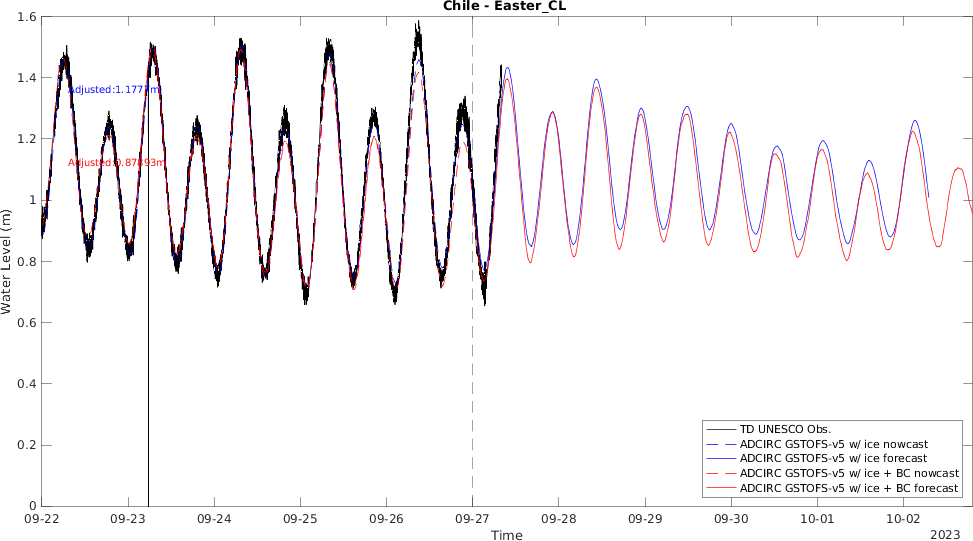 Chile - Easter_CL
1.6
1.4
1.2
1
0.8
0.6
0.4
0.2
0
Water Level (m)
Adjusted:1.177
Adjusted:0.87893m
TD UNESCO Obs.
ADCIRC GSTOFS-v5 w/ ice nowcast
ADCIRC GSTOFS-v5 w/ ice forecast
ADCIRC GSTOFS-v5 w/ ice + BC nowcast
ADCIRC GSTOFS-v5 w/ ice + BC forecast
09-22 09-23 09-24 09-25 09-26 09-27 09-28 09-29 09-30 10-01 10-02
Time
2023